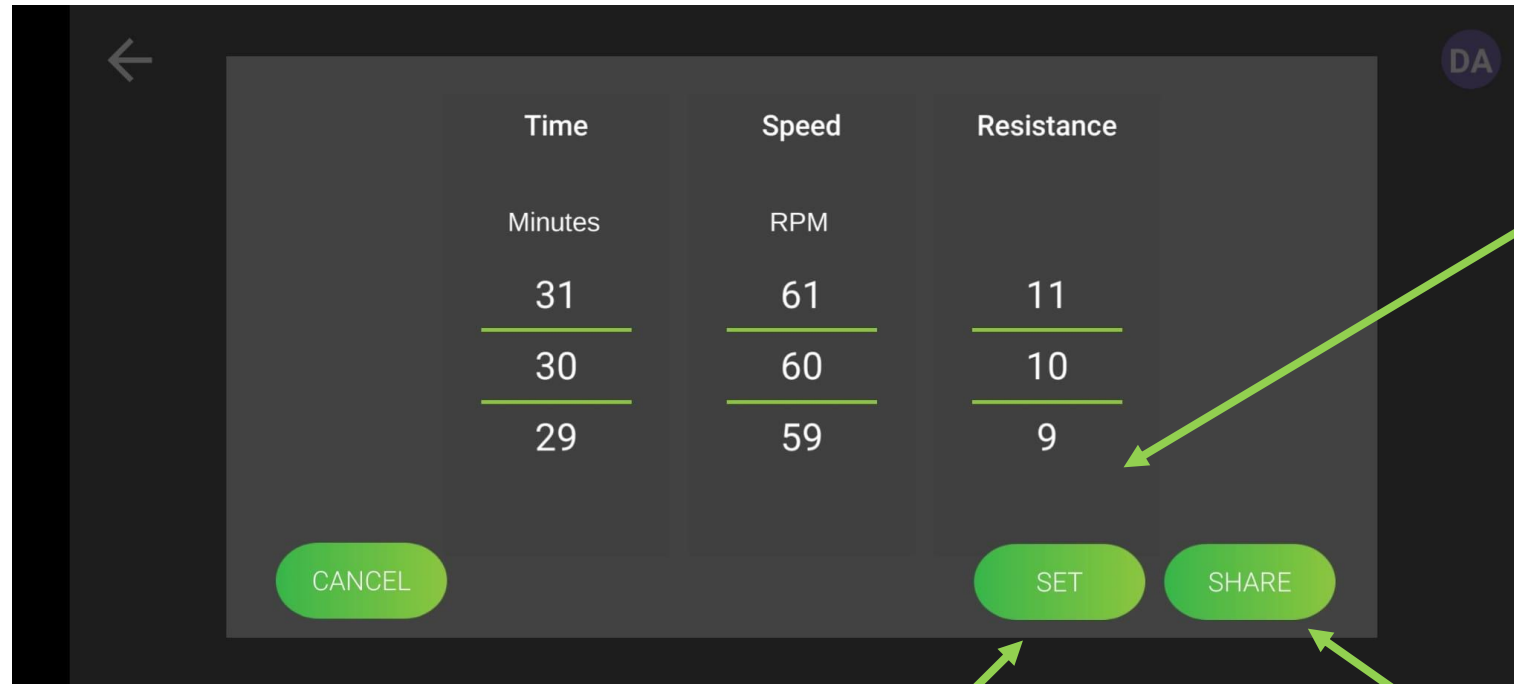 DA
Time Speed Resistance
Minutes RPM
31 61 11
30 60 10
29 59 9
CANCEL SET SHARE